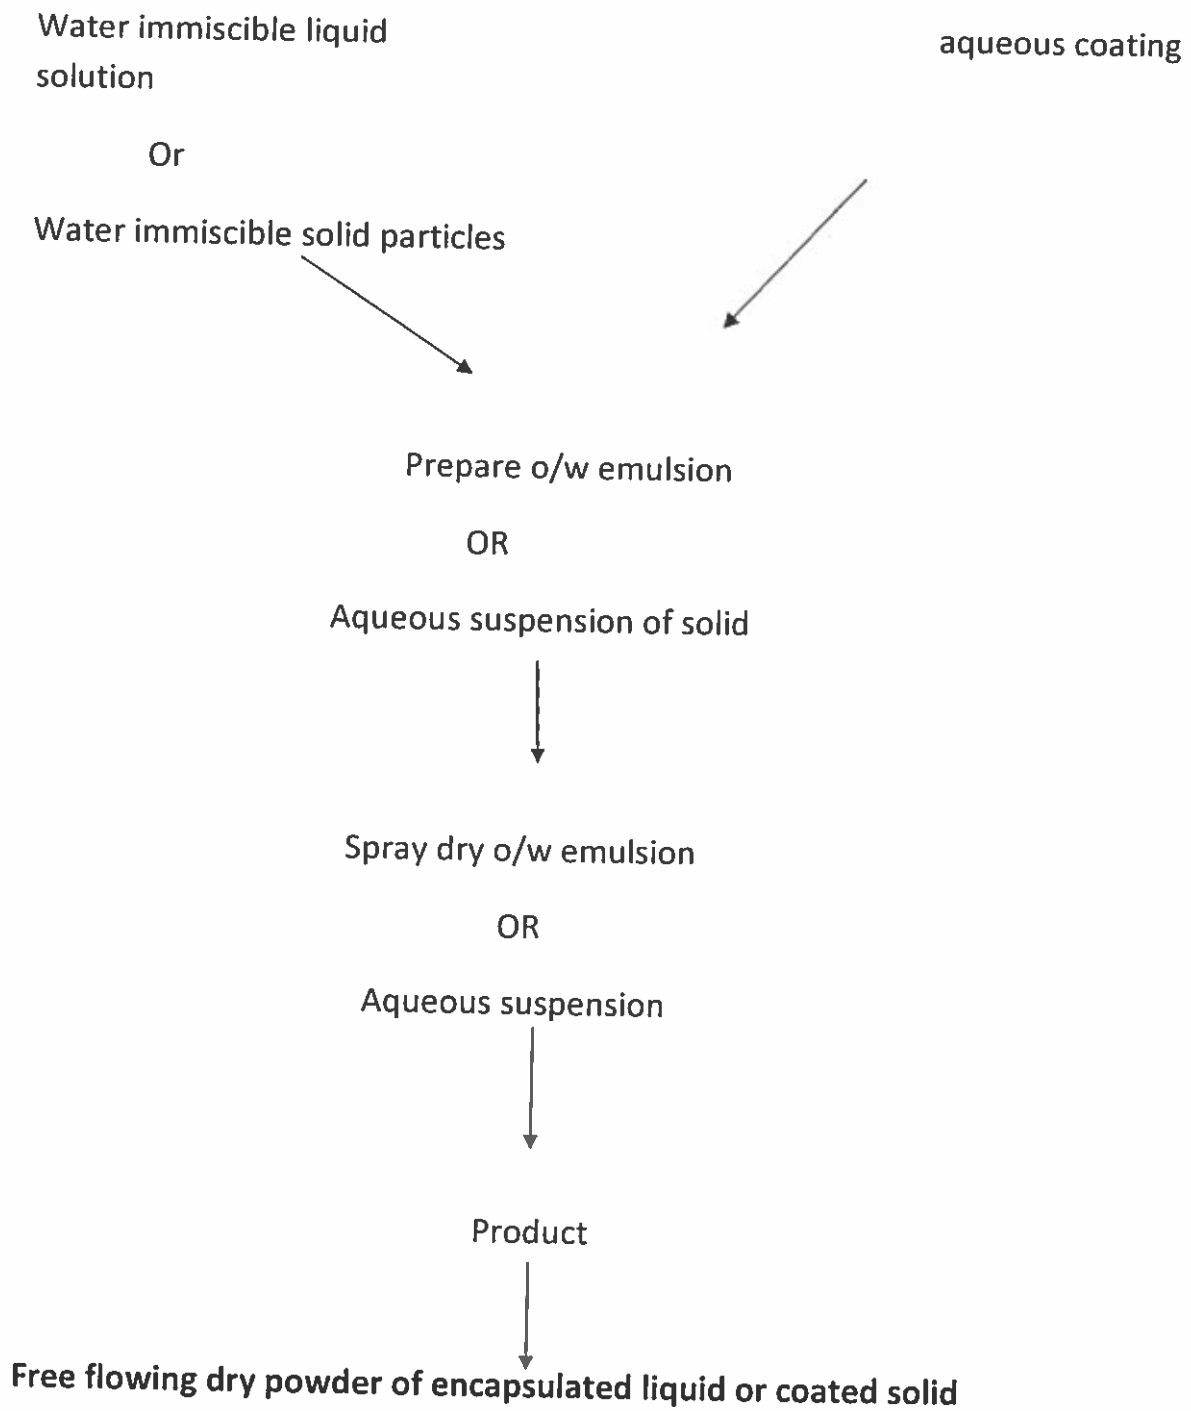 Water immiscible liquid
solution
aqueous coating
Or
Water immiscible solid particles
Prepare o/w emulsion
OR
Aqueous suspension of solid
Spray dry o/w emulsion
OR
Aqueous suspension
Product
Free flowing dry powder of encapsulated liquid or coated solid